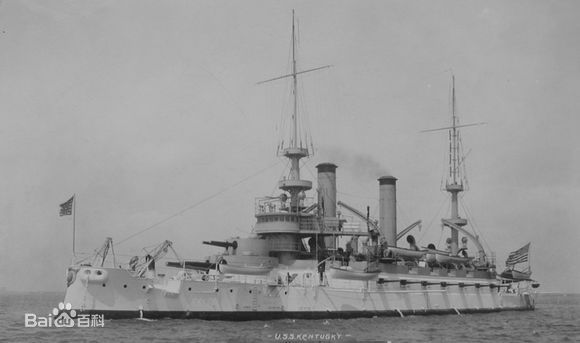 Bai百科
- U.S.S. KENTUCKY -